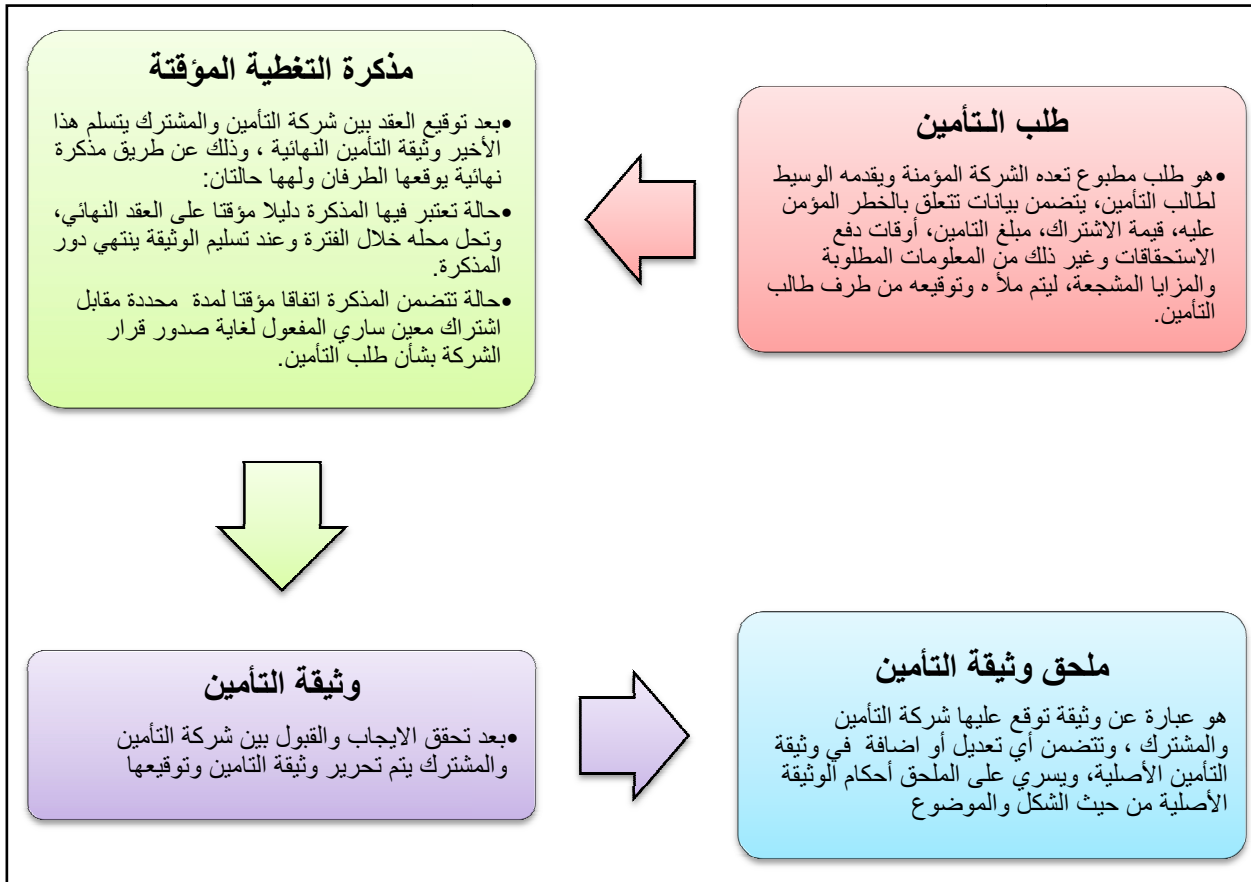 طلب الـتأمين
•هو طلب مطبوع تعده الشركة المؤمنة ويقدمه الوسيط
لطالب التأمين، يتضمن بيانات تتعلق بالخطر المؤمن
عليه، قيمة الاشتراك، مبلغ التامين، أوقات دفع
الاستحقاقات وغير ذلك من المعلومات المطلوبة
والمزايا المشجعة، ليتم ملأ ه وتوقيعه من طرف طالب
التأمين.
مذكرة التغطية المؤقتة
•بعد توقيع العقد بين شركة التأمين والمشترك يتسلم هذا
الأخير وثيقة التأمين النهائية ، وذلك عن طريق مذكرة
نهائية يوقعها الطرفان ولهها حالتان:
•حالة تعتبر فيها المذكرة دليلا مؤقتا على العقد النهائي،
وتحل محله خلال الفترة وعند تسليم الوثيقة ينتهي دور
المذكرة.
•حالة تتضمن المذكرة اتفاقا مؤقتا لمدة محددة مقابل
اشتراك معين ساري المفعول لغاية صدور قرار
الشركة بشأن طلب التأمين.
وثيقة التأمين
•بعد تحقق الايجاب والقبول بين شركة التأمين
والمشترك يتم تحرير وثيقة التامين وتوقيعها
ملحق وثيقة التأمين
هو عبارة عن وثيقة توقع عليها شركة التأمين
والمشترك ، وتتضمن أي تعديل أو اضافة في وثيقة
التأمين الأصلية، ويسري على الملحق أحكام الوثيقة
الأصلية من حيث الشكل والموضوع